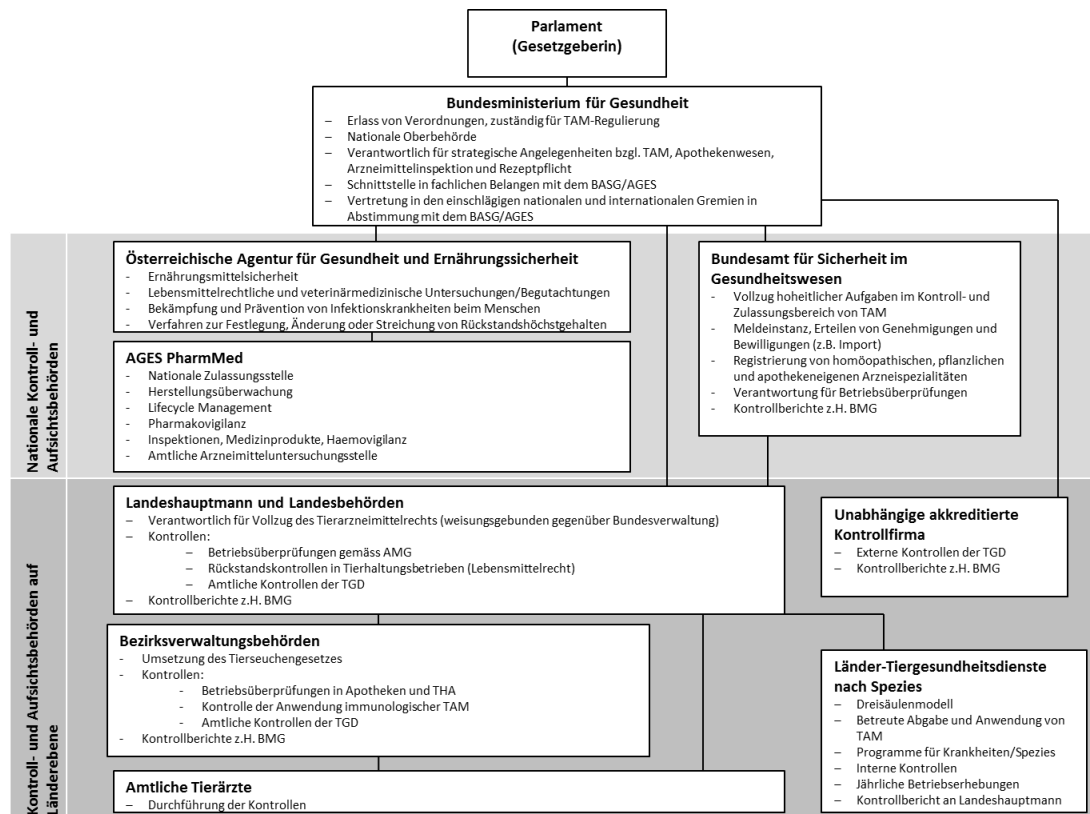 Parlament
(Gesetzgeberin)
Bundesministerium für Gesundheit
– Erlass von Verordnungen, zuständig für TAM-Regulierung
– Nationale Oberbehörde
– Verantwortlich für strategische Angelegenheiten bzgl. TAM, Apothekenwesen,
Arzneimittelinspektion und Rezeptpflicht
– Schnittstelle in fachlichen Belangen mit dem BASG/AGES
– Vertretung in den einschlägigen nationalen und internationalen Gremien in
Abstimmung mit dem BASG/AGES
Nationale Kontroll- und
Aufsichtsbehörden
Österreichische Agentur für Gesundheit und Ernährungssicherheit
- Ernährungsmittelsicherheit
- Lebensmittelrechtliche und veterinärmedizinische Untersuchungen/Begutachtungen
- Bekämpfung und Prävention von Infektionskrankheiten beim Menschen
- Verfahren zur Festlegung, Änderung oder Streichung von Rückstandshöchstgehalten
AGES PharmMed
- Nationale Zulassungsstelle
- Herstellungsüberwachung
- Lifecycle Management
- Pharmakovigilanz
- Inspektionen, Medizinprodukte, Haemovigilanz
- Amtliche Arzneimitteluntersuchungsstelle
Bundesamt für Sicherheit im
Gesundheitswesen
- Vollzug hoheitlicher Aufgaben im Kontroll- und
Zulassungsbereich von TAM
- Meldeinstanz, Erteilen von Genehmigungen und
Bewilligungen (z.B. Import)
- Registrierung von homöopathischen, pflanzlichen
und apothekeneigenen Arzneispezialitäten
- Verantwortung für Betriebsüberprüfungen
- Kontrollberichte z.H. BMG
Kontroll- und Aufsichtsbehörden auf
Länderebene
Landeshauptmann und Landesbehörden
– Verantwortlich für Vollzug des Tierarzneimittelrechts (weisungsgebunden gegenüber Bundesverwaltung)
– Kontrollen:
– Betriebsüberprüfungen gemäss AMG
– Rückstandskontrollen in Tierhaltungsbetrieben (Lebensmittelrecht)
– Amtliche Kontrollen der TGD
– Kontrollberichte z.H. BMG
Unabhängige akkreditierte
Kontrollfirma
– Externe Kontrollen der TGD
– Kontrollberichte z.H. BMG
Bezirksverwaltungsbehörden
- Umsetzung des Tierseuchengesetzes
- Kontrollen:
- Betriebsüberprüfungen in Apotheken und THA
- Kontrolle der Anwendung immunologischer TAM
- Amtliche Kontrollen der TGD
- Kontrollberichte z.H. BMG
Länder-Tiergesundheitsdienste
nach Spezies
– Dreisäulenmodell
– Betreute Abgabe und Anwendung von
TAM
– Programme für Krankheiten/Spezies
– Interne Kontrollen
– Jährliche Betriebserhebungen
– Kontrollbericht an Landeshauptmann
Amtliche Tierärzte
– Durchführung der Kontrollen